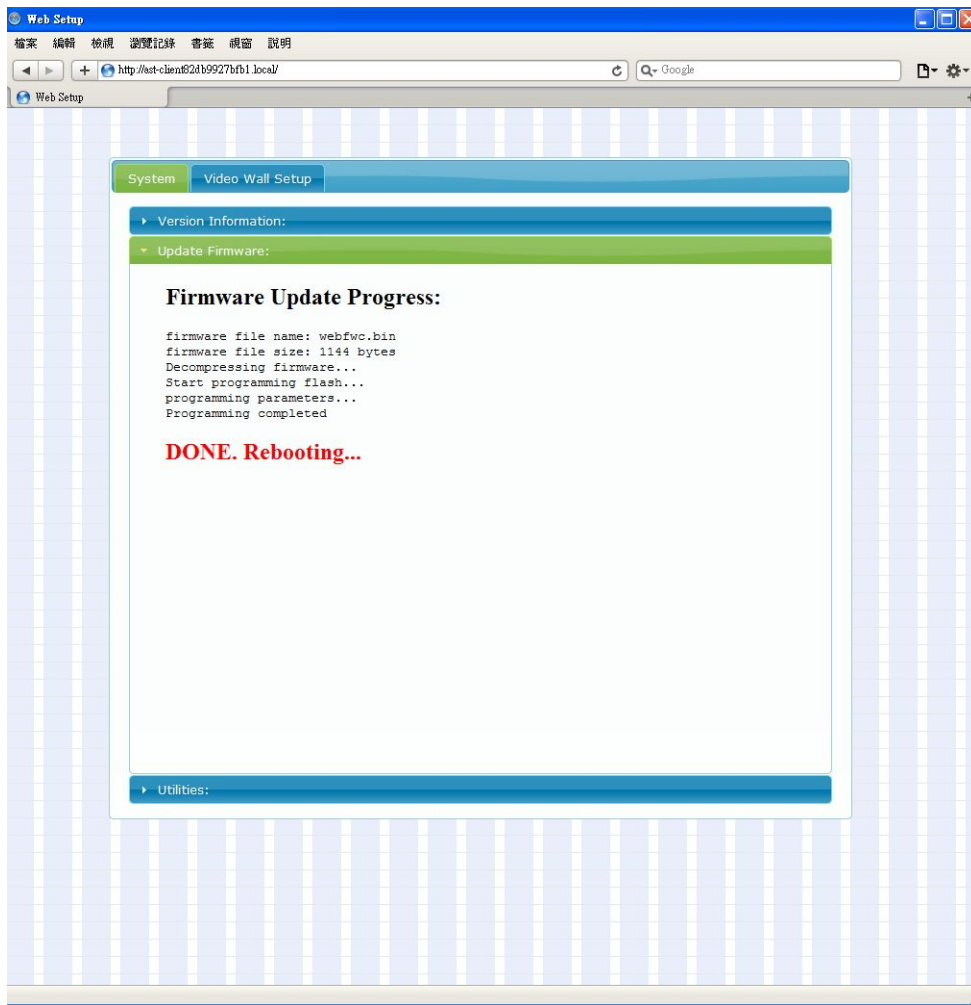 Web Setup
檔案 編輯 檢視 瀏覽記錄 書籤 視窗 說明
http://ast-client82db9927bfb1.local/
Google
Web Setup
System Video Wall Setup
Version Information:
Update Firmware:
Firmware Update Progress:
firmware file name: webfwc.bin
firmware file size: 1144 bytes
Decompressing firmware...
Start programming flash...
programming parameters...
Programming completed
DONE. Rebooting...
Utilities: